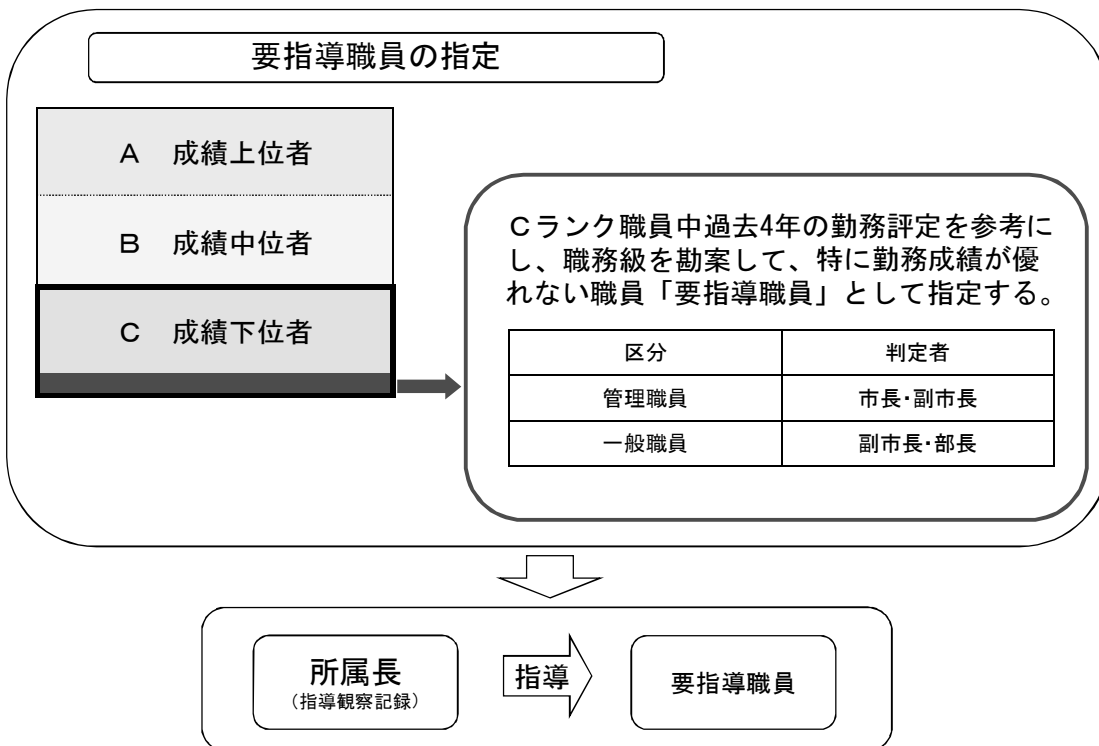 要指導職員の指定
A 成績上位者
B 成績中位者
C 成績下位者
Cランク職員中過去4年の勤務評定を参考に
し、職務級を勘案して、特に勤務成績が優
れない職員「要指導職員」として指定する。
区分 判定者
管理職員 市長・副市長
一般職員 副市長・部長
所属長
（指導観察記録）
指導
要指導職員